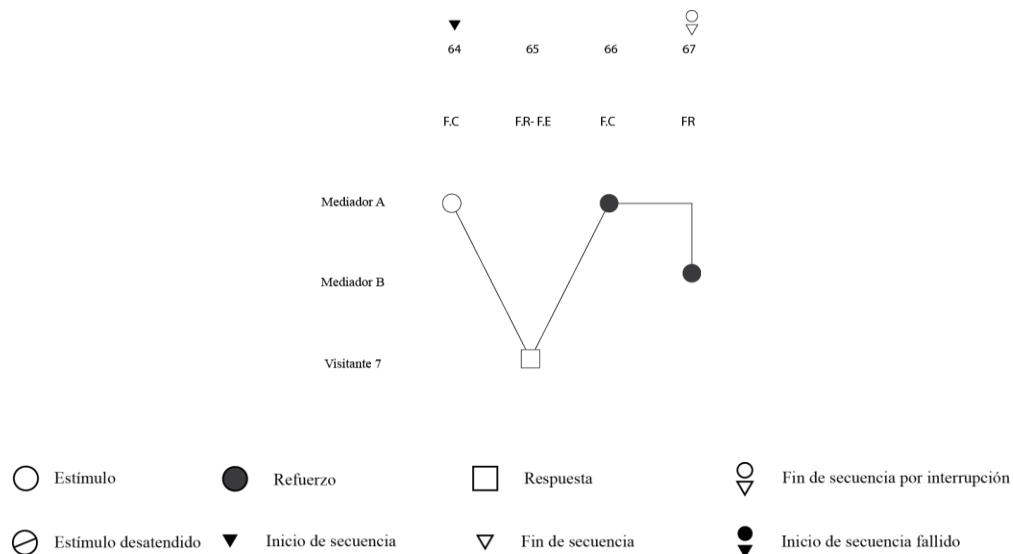 64 65 66 67
F.C F.R- F.E F.C FR
Mediador A
Mediador B
Visitante 7
Estímulo Refuerzo Respuesta Fin de secuencia por interrupción
Estímulo desatendido Inicio de secuencia Fin de secuencia Inicio de secuencia fallido